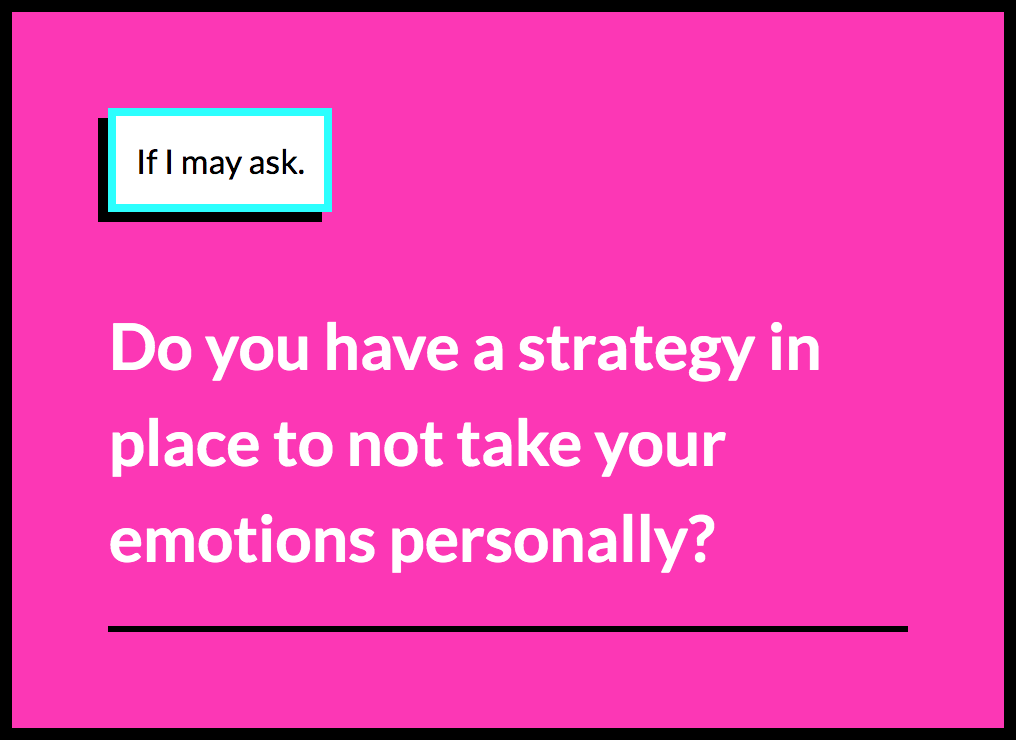 If I may ask.
Do you have a strategy in
place to not take your
emotions personally?